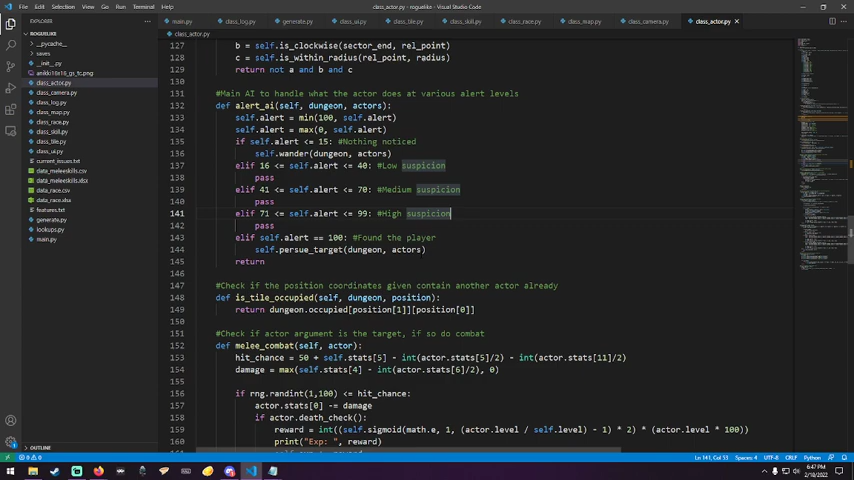 File Edit Selection View Go Run Terminal Help
class_actor.py - roguelike - Visual Studio Code
EXPLORER
main.py class_log.py generate.py class_ai.py class_tile.py class_skill.py class_race.py class_map.py class_camera.py class_actor.py
ROGUELIKE
__pycache__
saves
__init__.py
anikki16x16_gs_fc.png
class_actor.py
class_camera.py
class_log.py
class_map.py
class_race.py
class_skill.py
class_tile.py
class_ui.py
current_issues.txt
data_meleeskills.csv
data_meleeskills.xlsx
data_race.csv
data_race.xlsx
features.txt
generate.py
lookups.py
main.py
OUTLINE
class_actor.py
127 b = self.is_clockwise(sector_end, rel_point)
128 c = self.is_within_radius(rel_point, radius)
129 return not a and b and c
130
131 #Main AI to handle what the actor does at various alert levels
132 def alert_ai(self, dungeon, actors):
133 self.alert = min(100, self.alert)
134 self.alert = max(0, self.alert)
135 if self.alert <= 15: #Nothing noticed
136 self.wander(dungeon, actors)
137 elif 16 <= self.alert <= 40: #Low suspicion
138 pass
139 elif 41 <= self.alert <= 70: #Medium suspicion
140 pass
141 elif 71 <= self.alert <= 99: #High suspicion
142 pass
143 elif self.alert == 100: #Found the player
144 self.persue_target(dungeon, actors)
145 return
146
147 #Check if the position coordinates given contain another actor already
148 def is_tile_occupied(self, dungeon, position):
149 return dungeon.occupied[position[1]][position[0]]
150
151 #Check if actor argument is the target, if so do combat
152 def melee_combat(self, actor):
153 hit_chance = 50 + self.stats[5] - int(actor.stats[5]/2) - int(actor.stats[11]/2)
154 damage = max(self.stats[4] - int(actor.stats[6]/2), 0)
155
156 if rng.randint(1,100) <= hit_chance:
157 actor.stats[0] -= damage
158 if actor.death_check():
159 reward = int((self.sigmoid(math.e, 1, (actor.level / self.level) - 1) * 2) * (actor.level * 100))
160 print("Exp: ", reward)
Ln 141, Col 53 Spaces: 4 UTF-8 CRLF Python
6:47 PM
2/18/2022